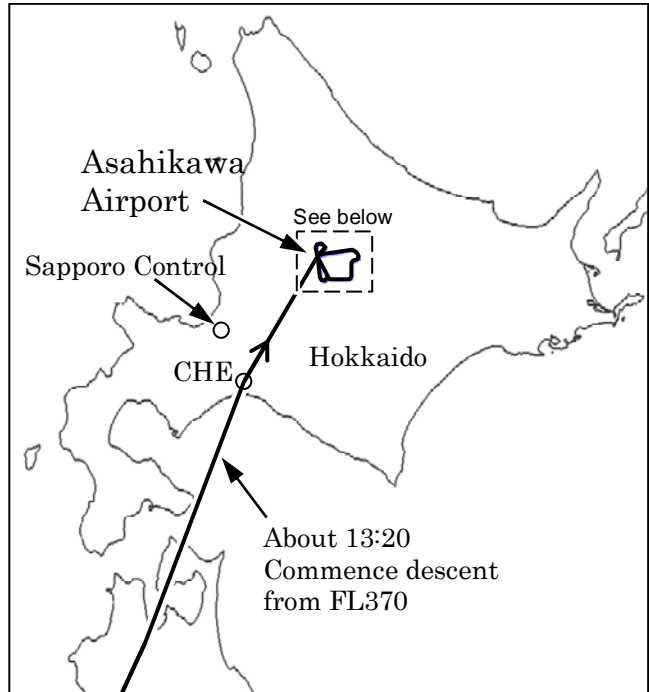 Asahikawa
Airport
See below
Sapporo Control
CHE
Hokkaido
About 13:20
Commence descent
from FL370